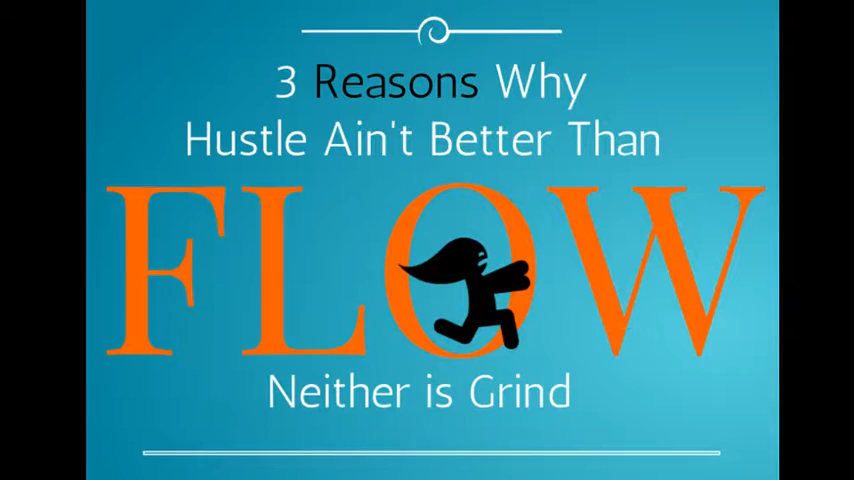 3 Reasons Why
Hustle Ain't Better Than
FLOW
Neither is Grind